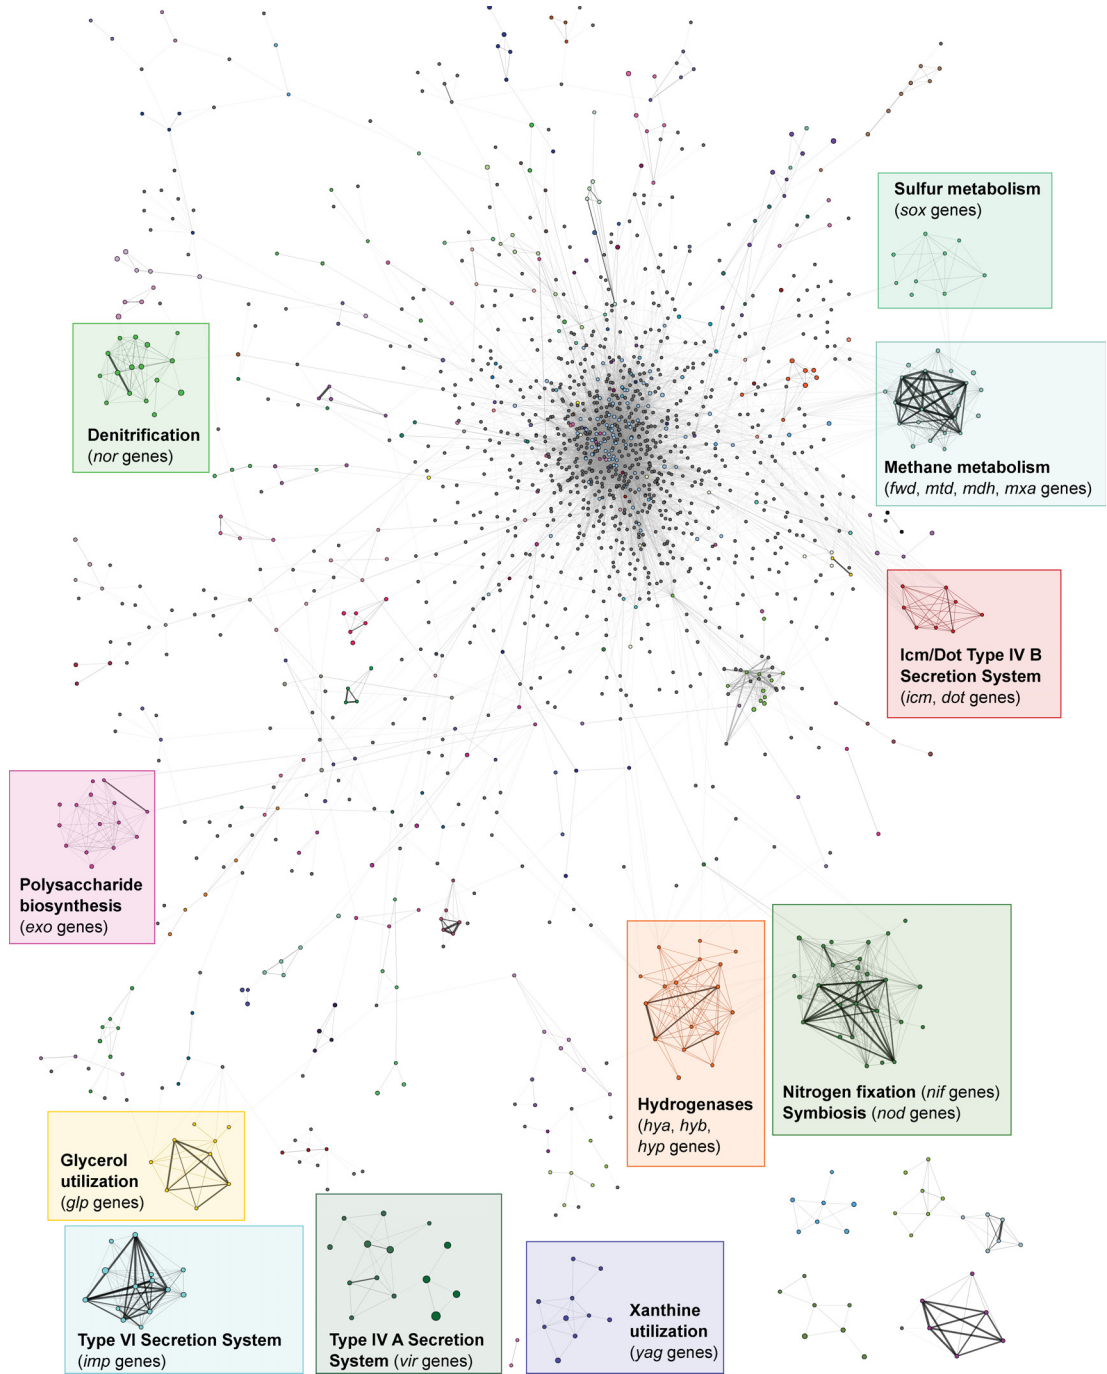 Sulfur metabolism
(sox genes)
Denitrification
(nor genes)
Methane metabolism
(fwd, mtd, mdh, mxa genes)
Icm/Dot Type IV B
Secretion System
(icm, dot genes)
Polysaccharide
biosynthesis
(exo genes)
Hydrogenases
(hya, hyb,
hyp genes)
Nitrogen fixation (nif genes)
Symbiosis (nod genes)
Glycerol
utilization
(glp genes)
Type VI Secretion System
(imp genes)
Type IV A Secretion
System (vir genes)
Xanthine
utilization
(yag genes)